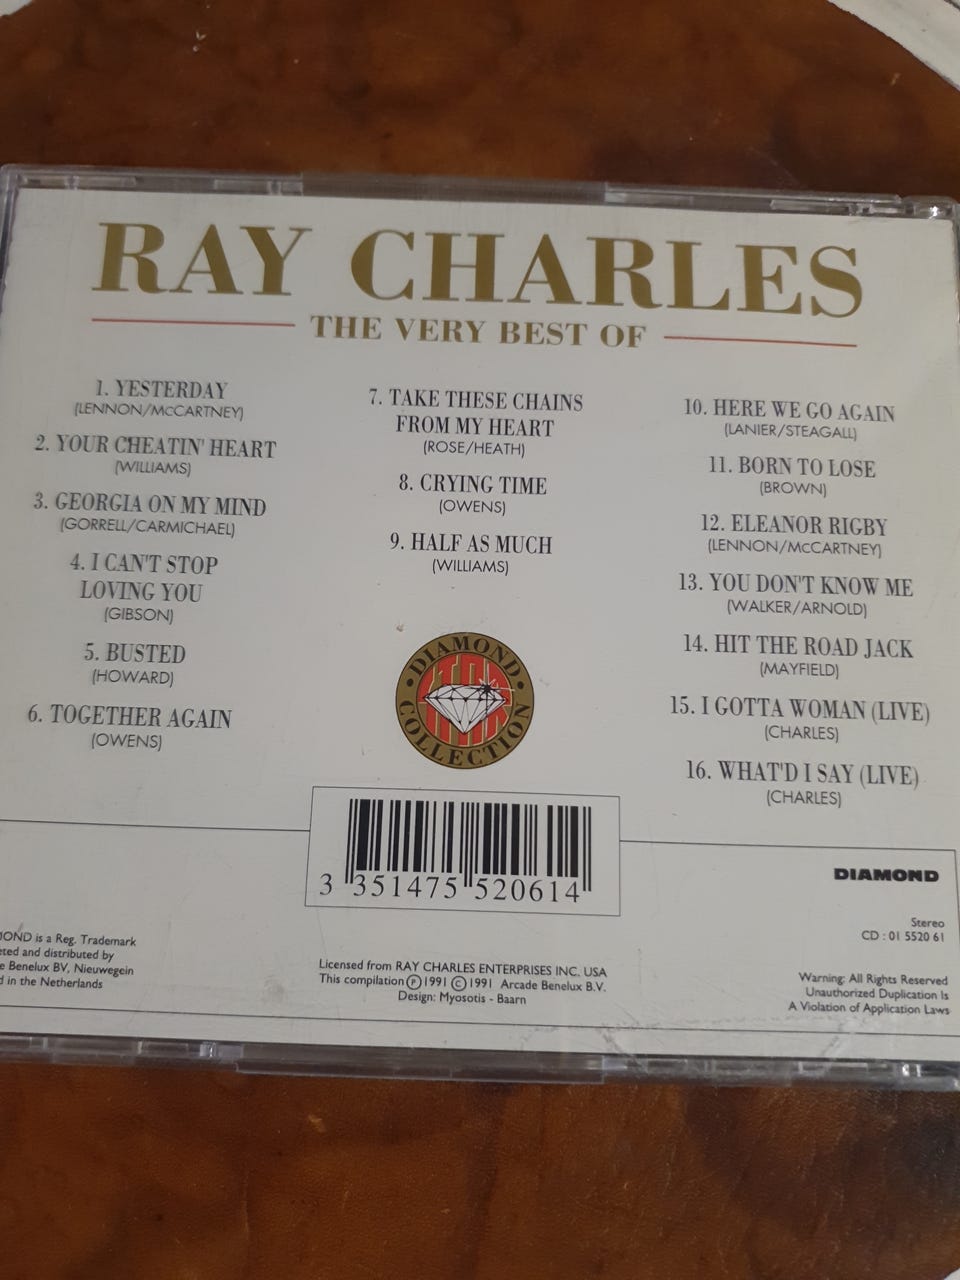 RAY CHARLES
THE VERY BEST OF
1. YESTERDAY
(LENNON/McCARTNEY)
2. YOUR CHEATIN' HEART
(WILLIAMS)
3. GEORGIA ON MY MIND
(GORRELL/CARMICHAEL)
4. I CAN'T STOP
LOVING YOU
(GIBSON)
5. BUSTED
(HOWARD)
6. TOGETHER AGAIN
(OWENS)
7. TAKE THESE CHAINS
FROM MY HEART
(ROSE/HEATH)
8. CRYING TIME
(OWENS)
9. HALF AS MUCH
(WILLIAMS)
10. HERE WE GO AGAIN
(LANIER/STEAGALL)
11. BORN TO LOSE
(BROWN)
12. ELEANOR RIGBY
(LENNON/McCARTNEY)
13. YOU DON'T KNOW ME
(WALKER/ARNOLD)
14. HIT THE ROAD JACK
(MAYFIELD)
15. I GOTTA WOMAN (LIVE)
(CHARLES)
16. WHAT'D I SAY (LIVE)
(CHARLES)
DIAMOND
STAR
COLLECTION
3 351475 520614
is a Reg. Trademark
and distributed by
Benelux BV, Nieuwegein
in the Netherlands
Licensed from RAY CHARLES ENTERPRISES INC. USA
This compilation ℗ 1991 © 1991 Arcade Benelux B.V.
Design: Myosotis - Baarn
DIAMOND
Stereo
CD : 01 5520 61
Warning: All Rights Reserved
Unauthorized Duplication Is
A Violation of Application Laws